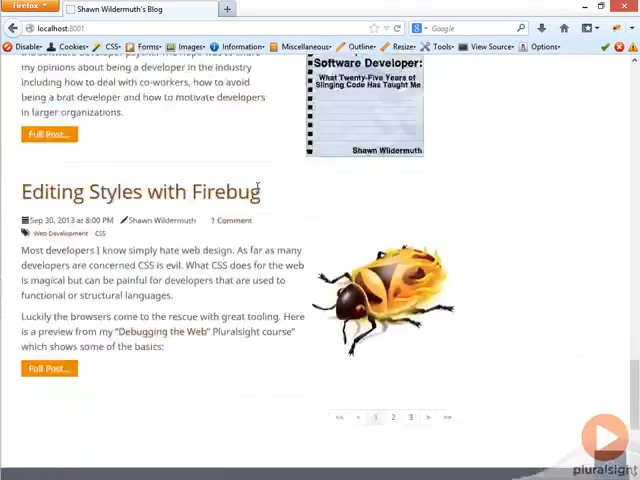 Firefox
Shawn Wildermuth's Blog
localhost:8001
Google
Disable
Cookies
CSS
Forms
Images
Information
Miscellaneous
Outline
Resize
Tools
View Source
Options
my opinions about being a developer in the industry
including how to deal with co-workers, how to avoid
being a brat developer and how to motivate developers
in larger organizations.
Full Post...
Software Developer:
What Twenty-Five Years of
Slinging Code Has Taught Me
Shawn Wildermuth
Editing Styles with Firebug
Sep 30, 2013 at 8:00 PM Shawn Wildermuth 1 Comment
Web Development CSS
Most developers I know simply hate web design. As far as many
developers are concerned CSS is evil. What CSS does for the web
is magical but can be painful for developers that are used to
functional or structural languages.
Luckily the browsers come to the rescue with great tooling. Here
is a preview from my "Debugging the Web" Pluralsight course"
which shows some of the basics:
Full Post...
<< < 1 2 3 > >>
pluralsight